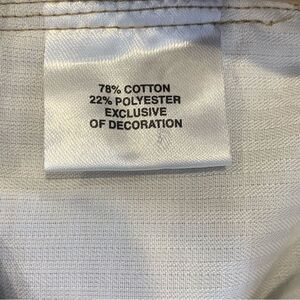 78% COTTON
22% POLYESTER
EXCLUSIVE
OF DECORATION